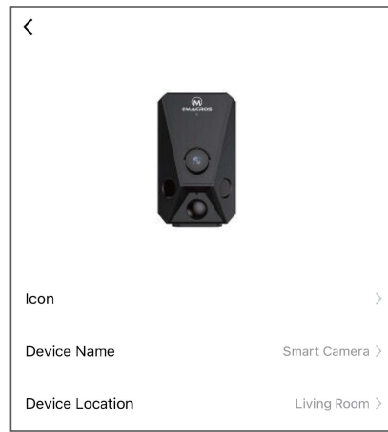 Icon
Device Name
Smart Camera
Device Location
Living Room